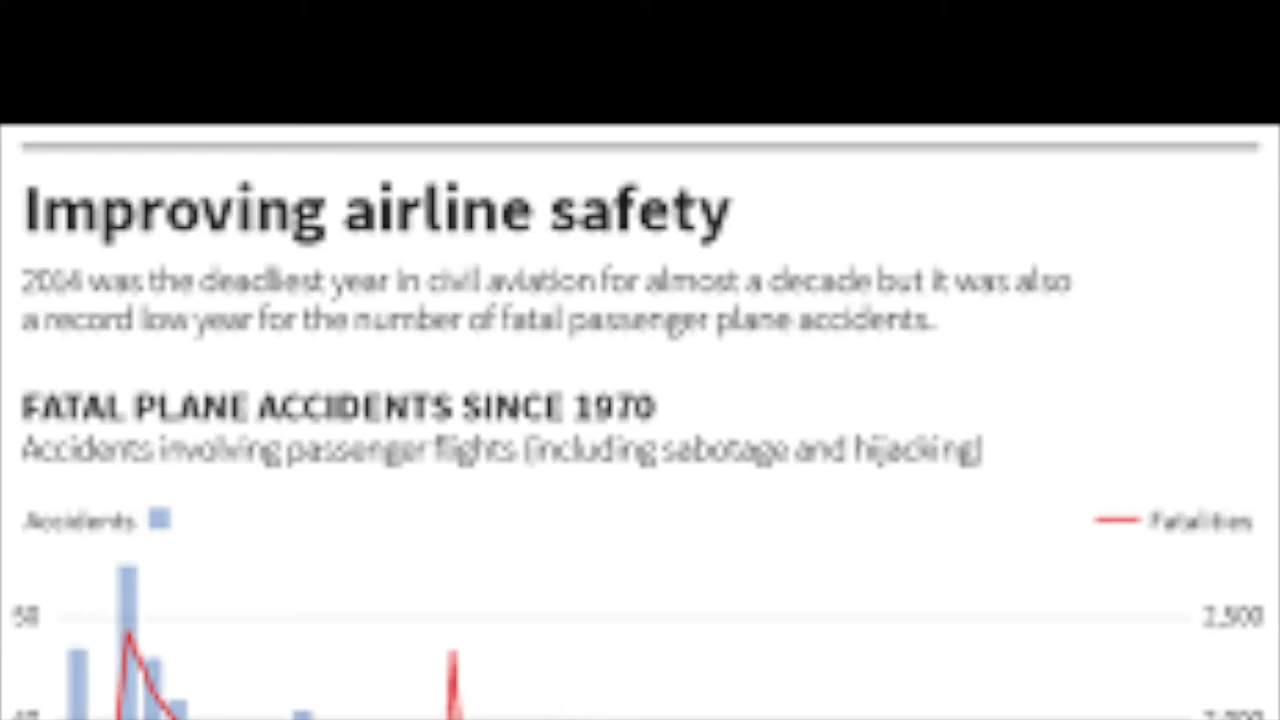 Improving airline safety
2014 was the deadliest year in civil aviation for almost a decade but it was also
a record low year for the number of fatal passenger plane accidents.
FATAL PLANE ACCIDENTS SINCE 1970
Accidents involving passenger flights (including sabotage and hijacking)
Accidents
Fatalities
50
2,500